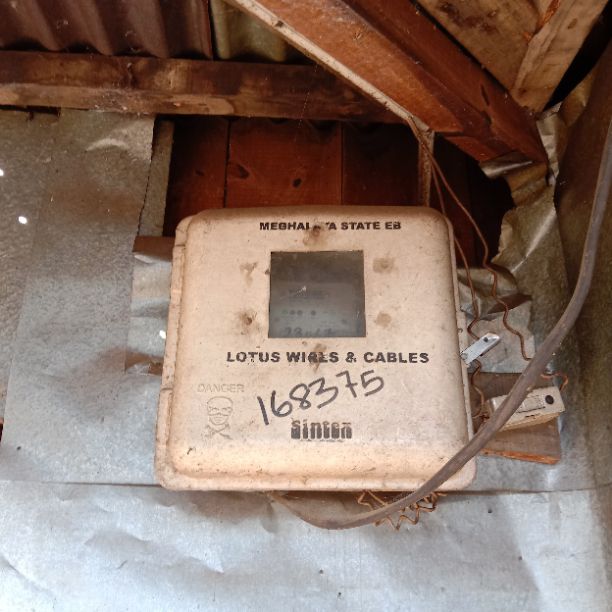 STATE EB
LOTUS WIRES & CABLES
DANGER
168375
Sintex